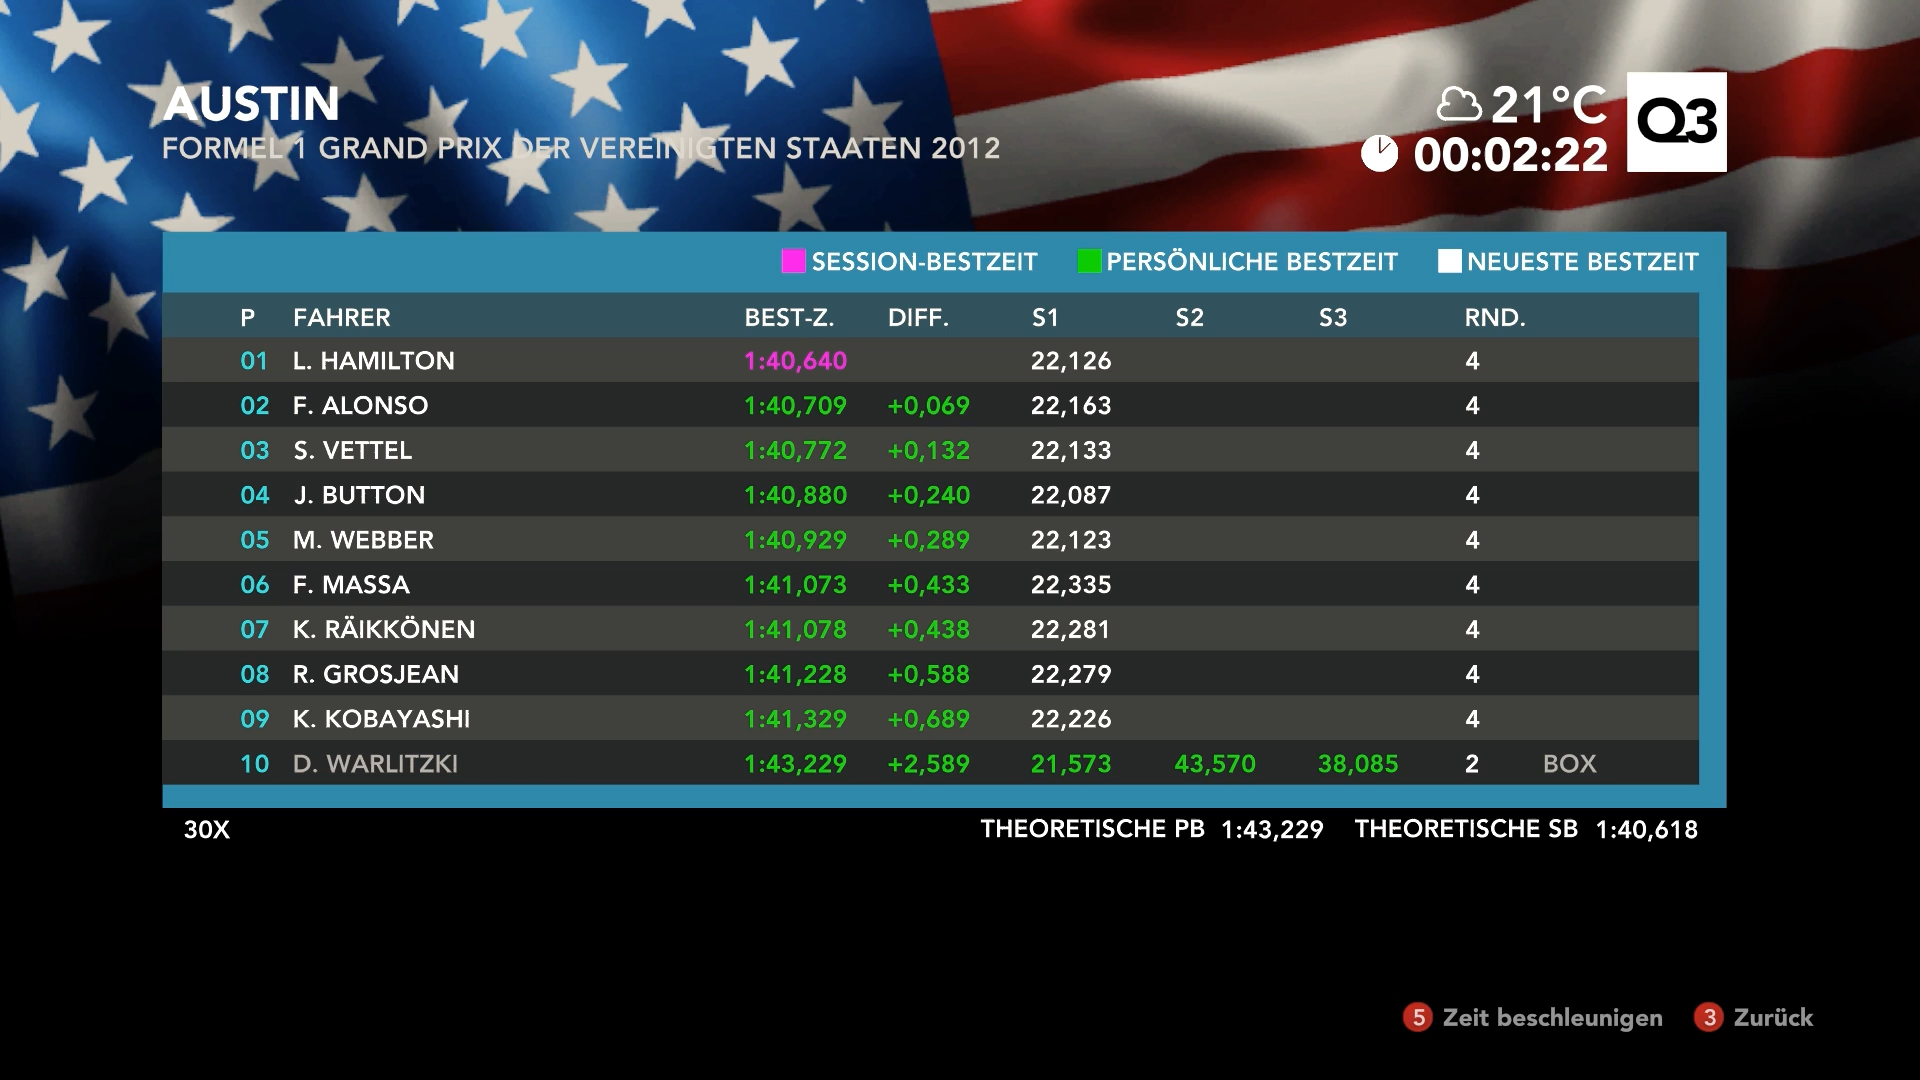 AUSTIN
FORMEL 1 GRAND PRIX DER VEREINIGTEN STAATEN 2012
21°C
00:02:22
Q3
SESSION-BESTZEIT PERSÖNLICHE BESTZEIT NEUESTE BESTZEIT
P FAHRER BEST-Z. DIFF. S1 S2 S3 RND.
01 L. HAMILTON 1:40,640 22,126 4
02 F. ALONSO 1:40,709 +0,069 22,163 4
03 S. VETTEL 1:40,772 +0,132 22,133 4
04 J. BUTTON 1:40,880 +0,240 22,087 4
05 M. WEBBER 1:40,929 +0,289 22,123 4
06 F. MASSA 1:41,073 +0,433 22,335 4
07 K. RÄIKKÖNEN 1:41,078 +0,438 22,281 4
08 R. GROSJEAN 1:41,228 +0,588 22,279 4
09 K. KOBAYASHI 1:41,329 +0,689 22,226 4
10 D. WARLITZKI 1:43,229 +2,589 21,573 43,570 38,085 2 BOX
30X THEORETISCHE PB 1:43,229 THEORETISCHE SB 1:40,618
5 Zeit beschleunigen 3 Zurück